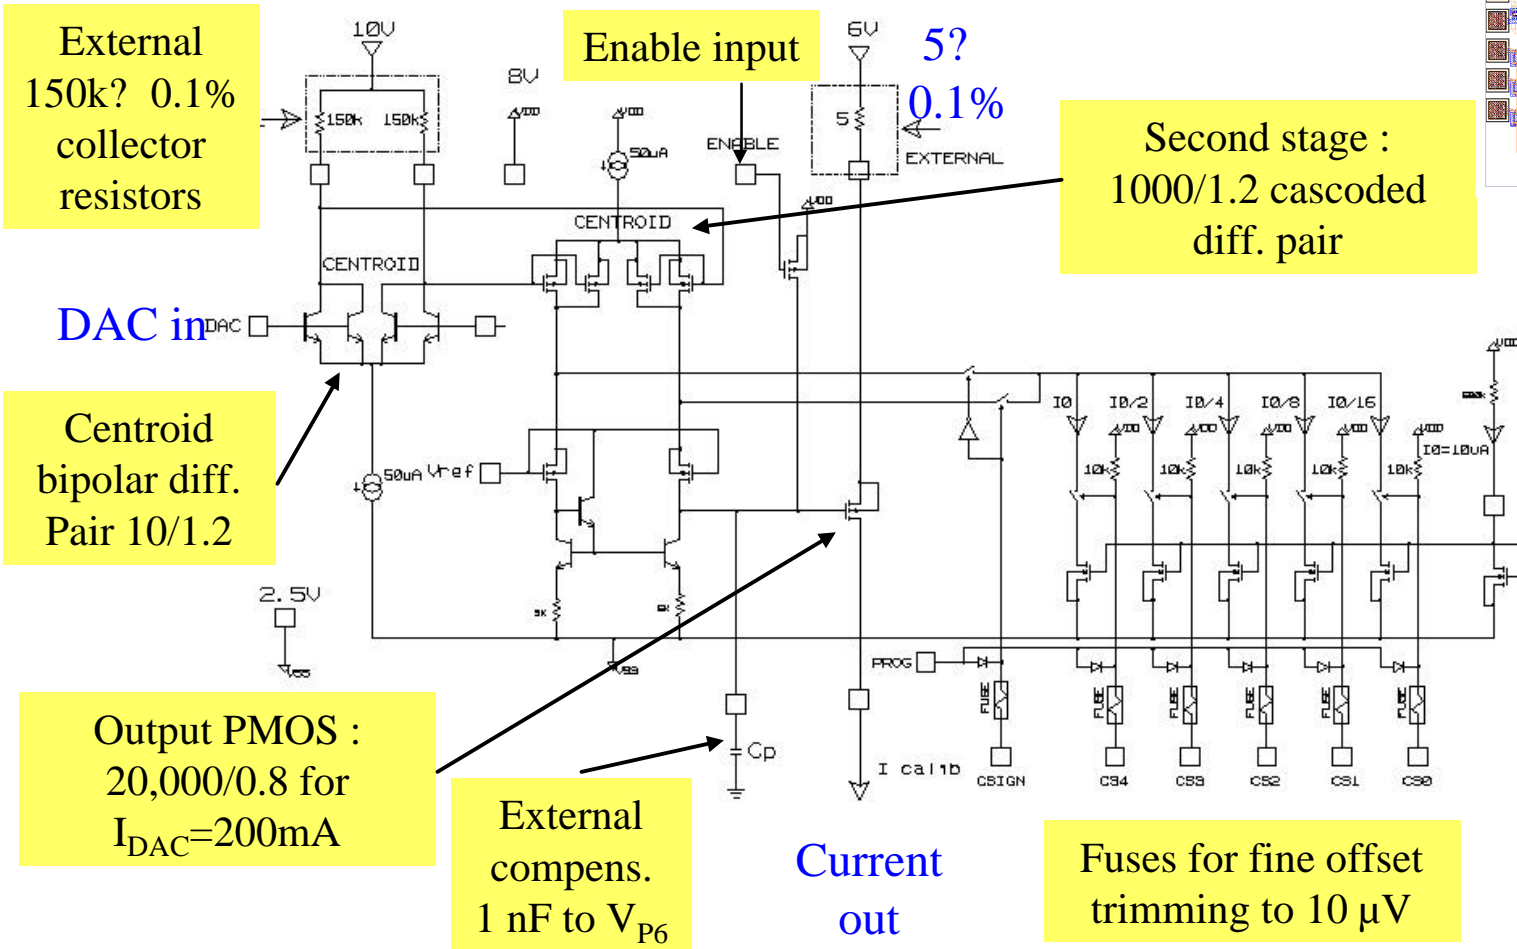 External
150k? 0.1%
collector
resistors
10V
150k
150k
8V
VDD
Enable input
6V
5?
0.1%
5
EXTERNAL
ENABLE
VDD
50uA
VDD
CENTROID
Second stage :
1000/1.2 cascoded
diff. pair
CENTROID
DAC in
DAC
Centroid
bipolar diff.
Pair 10/1.2
50uA
Vref
I0
I0/2
I0/4
I0/8
I0/16
VDD
VDD
VDD
VDD
VDD
VDD
I0=10uA
10k
10k
10k
10k
10k
2.5V
VSS
VSS
PROG
FUSE
FUSE
FUSE
FUSE
FUSE
FUSE
CSIGN
CS4
CS3
CS2
CS1
CS0
Output PMOS :
20,000/0.8 for
I_DAC=200mA
Cp
I calib
External
compens.
1 nF to V_P6
Current
out
Fuses for fine offset
trimming to 10 µV